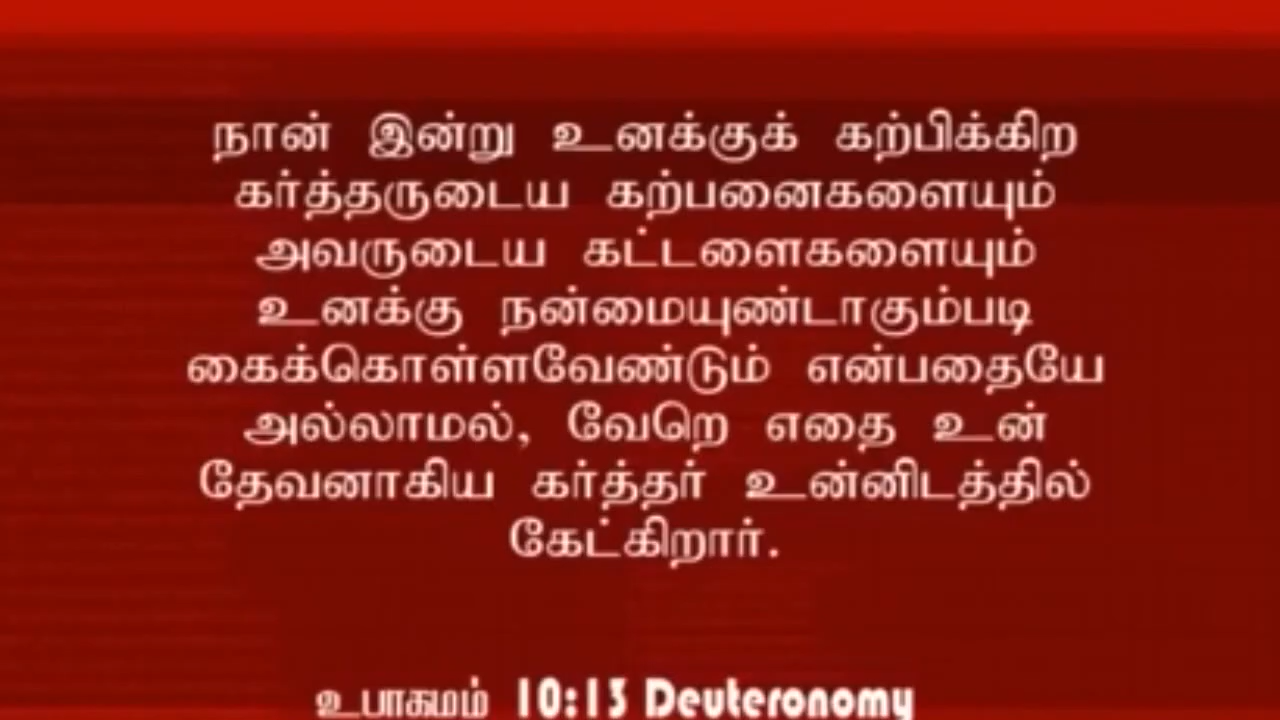 நான் இன்று உனக்குக் கற்பிக்கிற
கர்த்தருடைய கற்பனைகளையும்
அவருடைய கட்டளைகளையும்
உனக்கு நன்மையுண்டாகும்படி
கைக்கொள்ளவேண்டும் என்பதையே
அல்லாமல், வேறெ எதை உன்
தேவனாகிய கர்த்தர் உன்னிடத்தில்
கேட்கிறார்.
உபாகமம் 10:13 Deuteronomy